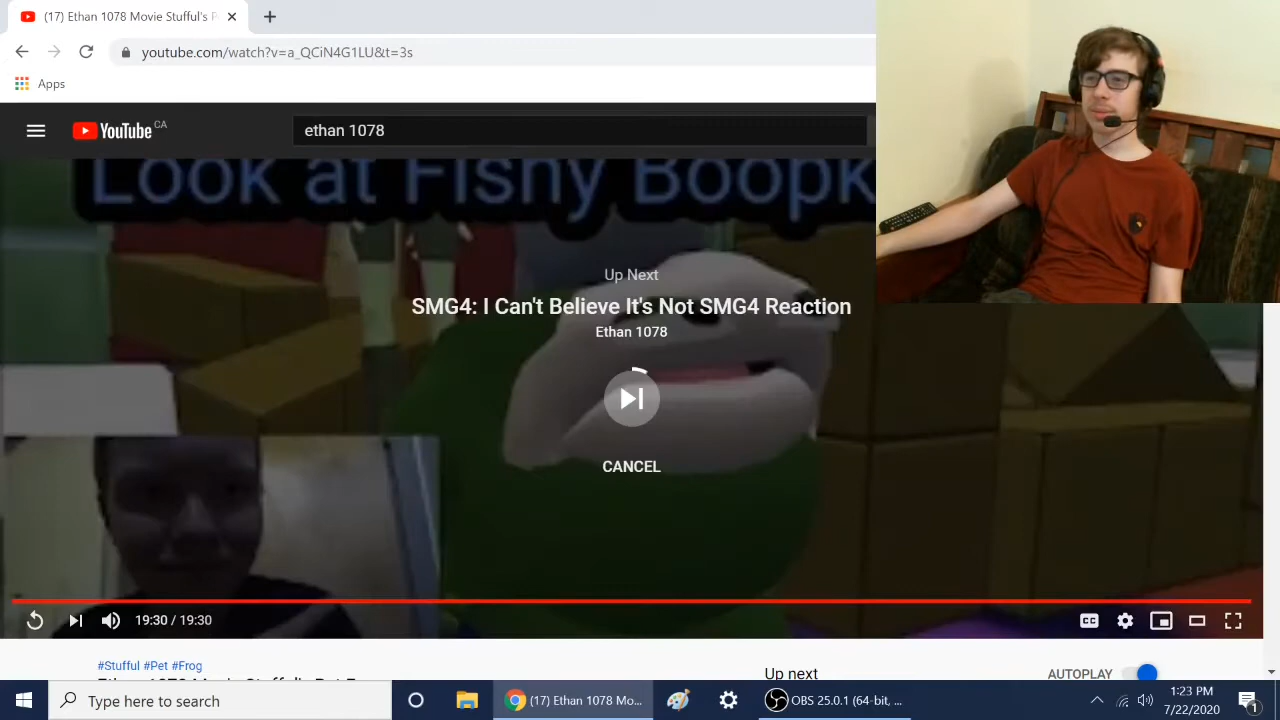 (17) Ethan 1078 Movie Stufful's P
youtube.com/watch?v=a_QCiN4G1LU&t=3s
Apps
YouTube CA
ethan 1078
Look at Fishy Boopk
Up Next
SMG4: I Can't Believe It's Not SMG4 Reaction
Ethan 1078
CANCEL
19:30 / 19:30
CC
#Stufful #Pet #Frog
Up next
AUTOPLAY
Type here to search
(17) Ethan 1078 Mo...
OBS 25.0.1 (64-bit, ...
1:23 PM
7/22/2020
1